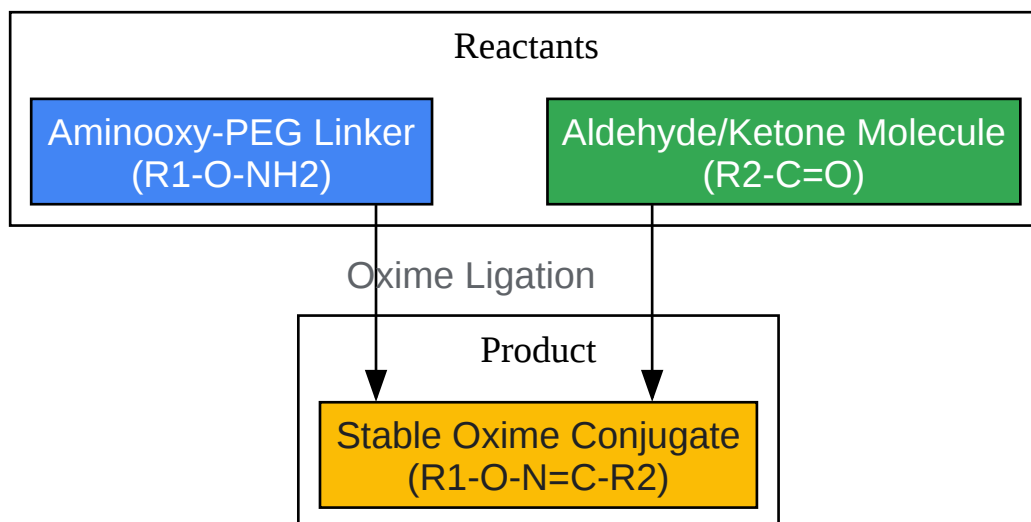 Reactants
Aminooxy-PEG Linker
(R1-O-NH2)
Aldehyde/Ketone Molecule
(R2-C=O)
Oxime Ligation
Product
Stable Oxime Conjugate
(R1-O-N=C-R2)